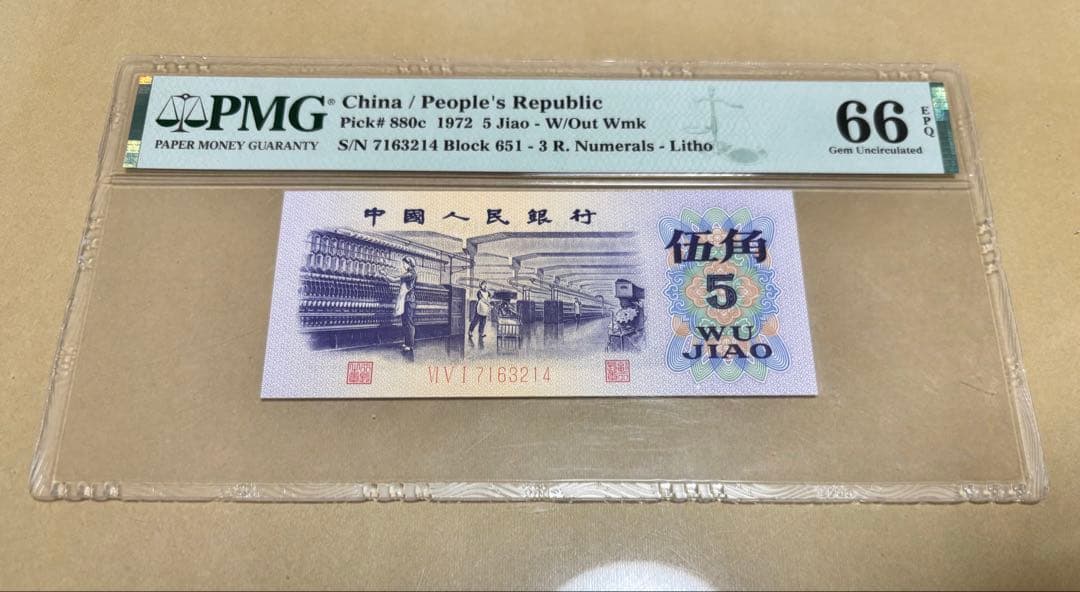 PMG®
PAPER MONEY GUARANTY
China / People's Republic
Pick# 880c 1972 5 Jiao - W/Out Wmk
S/N 7163214 Block 651 - 3 R. Numerals - Litho
66
EPQ
Gem Uncirculated
中國人民銀行
伍角
5
WU
JIAO
VI V I 7163214